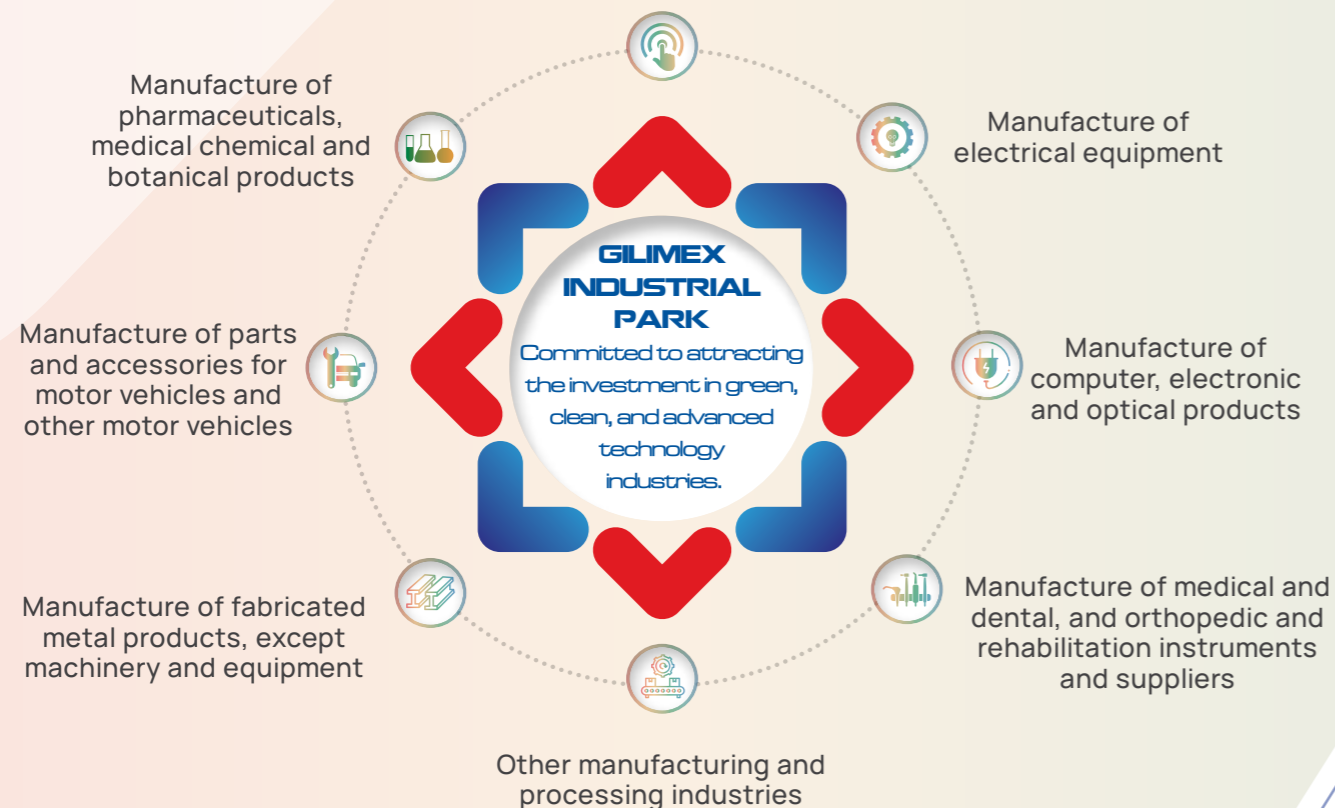 Manufacture of
pharmaceuticals,
medical chemical and
botanical products
Manufacture of
electrical equipment
GILIMEX
INDUSTRIAL
PARK
Committed to attracting
the investment in green,
clean, and advanced
technology
industries.
Manufacture of parts
and accessories for
motor vehicles and
other motor vehicles
Manufacture of
computer, electronic
and optical products
Manufacture of fabricated
metal products, except
machinery and equipment
Manufacture of medical and
dental, and orthopedic and
rehabilitation instruments
and suppliers
Other manufacturing and
processing industries